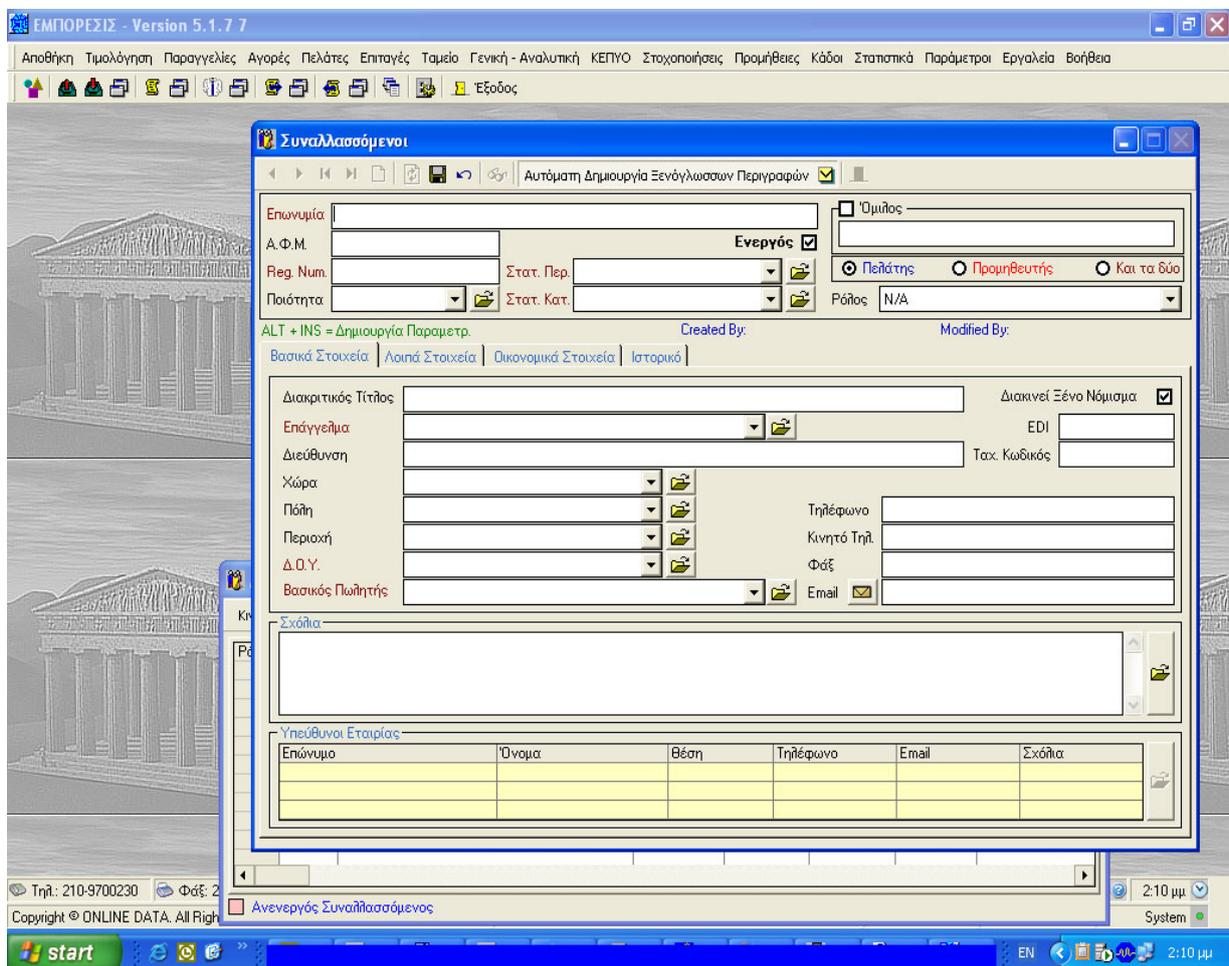 ΕΜΠΟΡΕΣΙΣ - Version 5.1.7 7
Αποθήκη Τιμολόγηση Παραγγελίες Αγορές Πελάτες Επιταγές Ταμείο Γενική - Αναλυτική ΚΕΠΥΟ Στοχοποιήσεις Προμήθειες Κάδοι Στατιστικά Παράμετροι Εργαλεία Βοήθεια
Έξοδος
Συναλλασσόμενοι
Αυτόματη Δημιουργία Ξενόγλωσσων Περιγραφών
Επωνυμία Όμιλος
Α.Φ.Μ. Ενεργός
Reg. Num. Στατ. Περ. Πελάτης Προμηθευτής Και τα δύο
Ποιότητα Στατ. Κατ. Ρόλος N/A
ALT + INS = Δημιουργία Παραμετρ. Created By: Modified By:
Βασικά Στοιχεία Λοιπά Στοιχεία Οικονομικά Στοιχεία Ιστορικό
Διακριτικός Τίτλος Διακινεί Ξένο Νόμισμα
Επάγγελμα EDI
Διεύθυνση Ταχ. Κωδικός
Χώρα
Πόλη Τηλέφωνο
Περιοχή Κινητό Τηλ.
Δ.Ο.Υ. Φάξ
Βασικός Πωλητής Email
Σχόλια
Υπεύθυνοι Εταιρίας
Επώνυμο Όνομα Θέση Τηλέφωνο Email Σχόλια
Τηλ.: 210-9700230 Φάξ: 2 2:10 μμ
Ανενεργός Συναλλασσόμενος
Copyright © ONLINE DATA. All Righ System
start EN 2:10 μμ